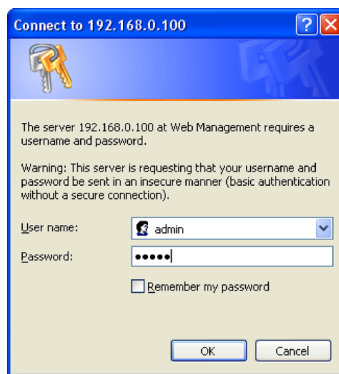 Connect to 192.168.0.100
The server 192.168.0.100 at Web Management requires a
username and password.
Warning: This server is requesting that your username and
password be sent in an insecure manner (basic authentication
without a secure connection).
User name:
admin
Password:
•••••
Remember my password
OK
Cancel